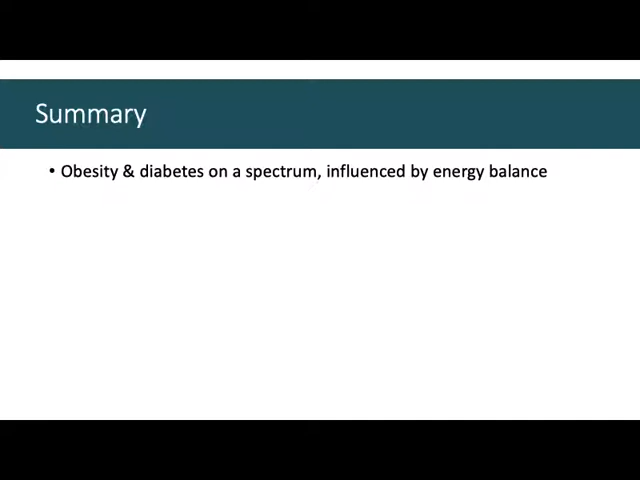 Summary
• Obesity & diabetes on a spectrum, influenced by energy balance